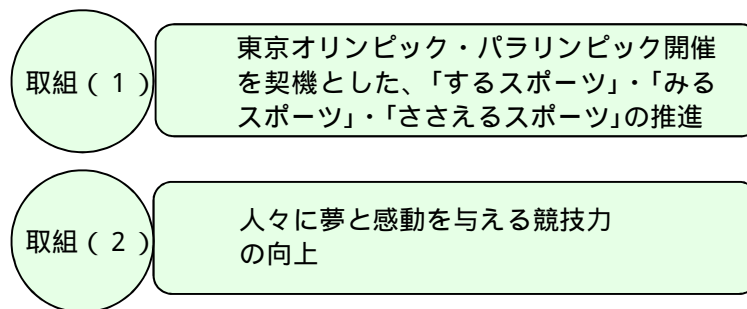 取組(1)
東京オリンピック・パラリンピック開催
を契機とした、「するスポーツ」・「みる
スポーツ」・「ささえるスポーツ」の推進
取組(2)
人々に夢と感動を与える競技力
の向上